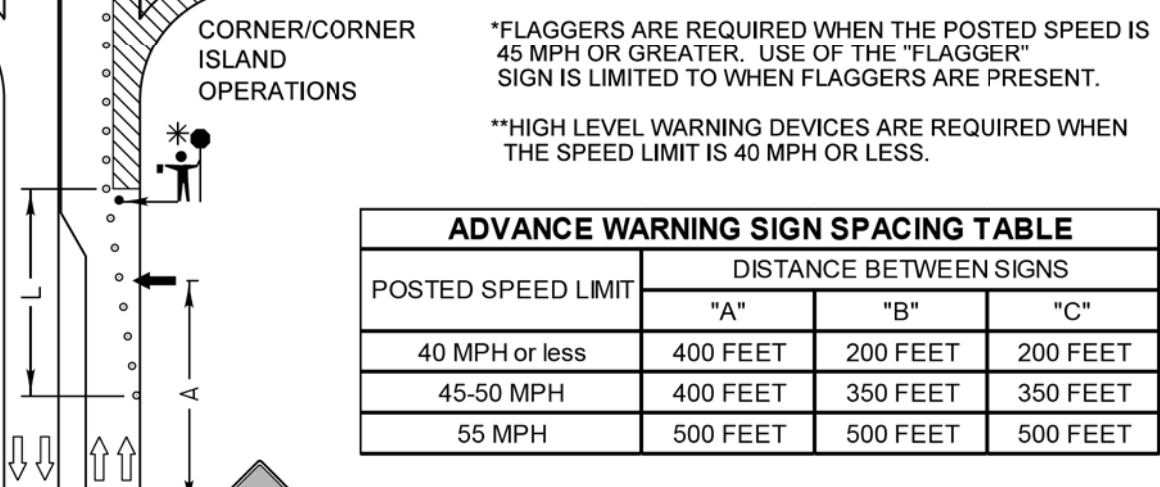 CORNER/CORNER
ISLAND
OPERATIONS
*FLAGGERS ARE REQUIRED WHEN THE POSTED SPEED IS
45 MPH OR GREATER. USE OF THE "FLAGGER"
SIGN IS LIMITED TO WHEN FLAGGERS ARE PRESENT.
**HIGH LEVEL WARNING DEVICES ARE REQUIRED WHEN
THE SPEED LIMIT IS 40 MPH OR LESS.
L
A
ADVANCE WARNING SIGN SPACING TABLE
POSTED SPEED LIMIT DISTANCE BETWEEN SIGNS
"A" "B" "C"
40 MPH or less 400 FEET 200 FEET 200 FEET
45-50 MPH 400 FEET 350 FEET 350 FEET
55 MPH 500 FEET 500 FEET 500 FEET